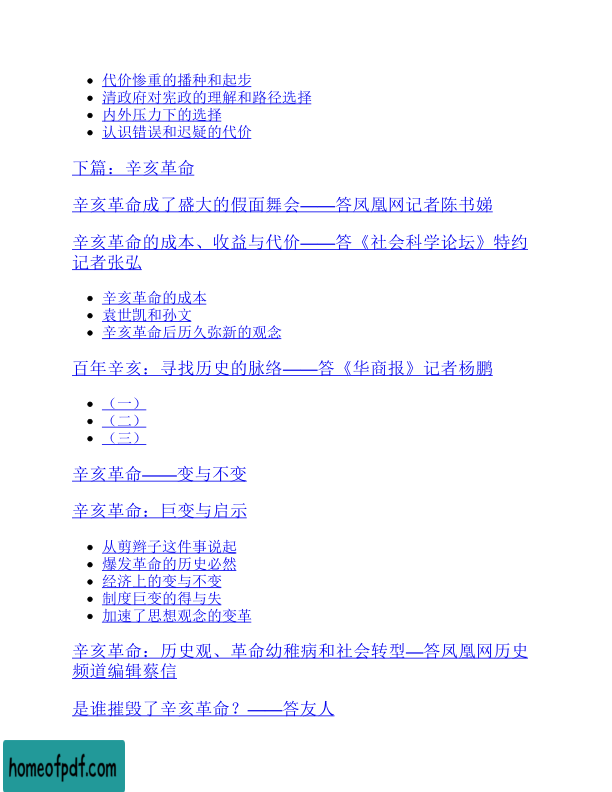 代价惨重的播种和起步
清政府对宪政的理解和路径选择
内外压力下的选择
认识错误和迟疑的代价
下篇：辛亥革命
辛亥革命成了盛大的假面舞会——答凤凰网记者陈书娣
辛亥革命的成本、收益与代价——答《社会科学论坛》特约
记者张弘
辛亥革命的成本
袁世凯和孙文
辛亥革命后历久弥新的观念
百年辛亥：寻找历史的脉络——答《华商报》记者杨鹏
（一）
（二）
（三）
辛亥革命——变与不变
辛亥革命：巨变与启示
从剪辫子这件事说起
爆发革命的历史必然
经济上的变与不变
制度巨变的得与失
加速了思想观念的变革
辛亥革命：历史观、革命幼稚病和社会转型—答凤凰网历史
频道编辑蔡信
是谁摧毁了辛亥革命？——答友人
homeofpdf.com